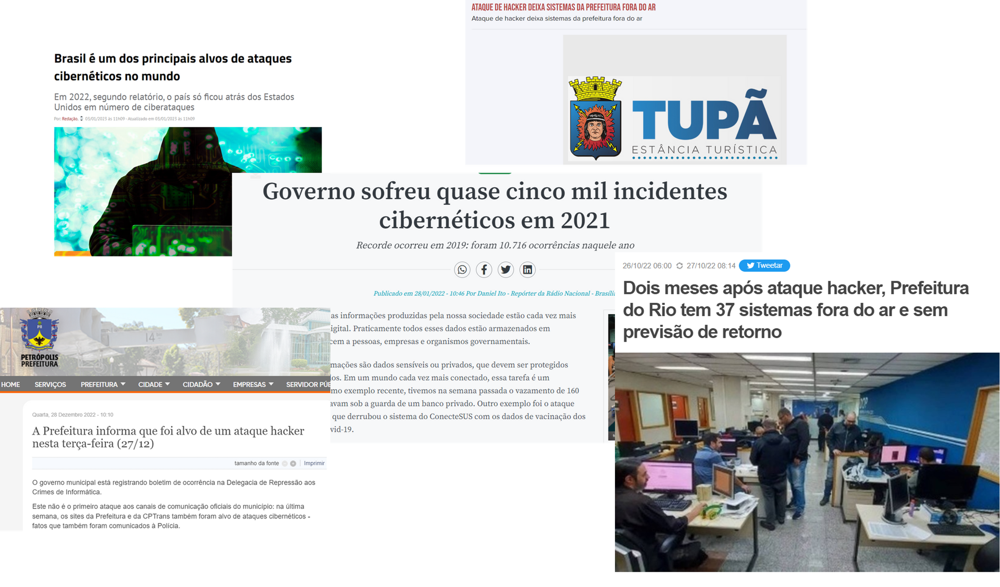 ATAQUE DE HACKER DEIXA SISTEMAS DA PREFEITURA FORA DO AR
Ataque de hacker deixa sistemas da prefeitura fora do ar
TUPÃ
ESTÂNCIA TURÍSTICA
Brasil é um dos principais alvos de ataques
cibernéticos no mundo
Em 2022, segundo relatório, o país só ficou atrás dos Estados
Unidos em número de ciberataques
Por: Redação. 03/01/2023 às 11h09 - Atualizado em 03/01/2023 às 11h09
Governo sofreu quase cinco mil incidentes
cibernéticos em 2021
Recorde ocorreu em 2019: foram 10.716 ocorrências naquele ano
Publicado em 28/01/2022 - 10:46 Por Daniel Ito - Repórter da Rádio Nacional - Brasília
as informações produzidas pela nossa sociedade estão cada vez mais
igital. Praticamente todos esses dados estão armazenados em
cem a pessoas, empresas e organismos governamentais.
mações são dados sensíveis ou privados, que devem ser protegidos
os. Em um mundo cada vez mais conectado, essa tarefa é um
mo exemplo recente, tivemos na semana passada o vazamento de 160
avam sob a guarda de um banco privado. Outro exemplo foi o ataque
que derrubou o sistema do ConecteSUS com os dados de vacinação dos
vid-19.
26/10/22 06:00 27/10/22 08:14 Tweetar
Dois meses após ataque hacker, Prefeitura
do Rio tem 37 sistemas fora do ar e sem
previsão de retorno
14
PETRÓPOLIS
PREFEITURA
HOME SERVIÇOS PREFEITURA CIDADE CIDADÃO EMPRESAS SERVIDOR PÚB
Quarta, 28 Dezembro 2022 - 10:10
A Prefeitura informa que foi alvo de um ataque hacker
nesta terça-feira (27/12)
tamanho da fonte Imprimir
O governo municipal está registrando boletim de ocorrência na Delegacia de Repressão aos
Crimes de Informática.
Este não é o primeiro ataque aos canais de comunicação oficiais do município: na última
semana, os sites da Prefeitura e da CPTrans também foram alvo de ataques cibernéticos -
fatos que também foram comunicados à Polícia.